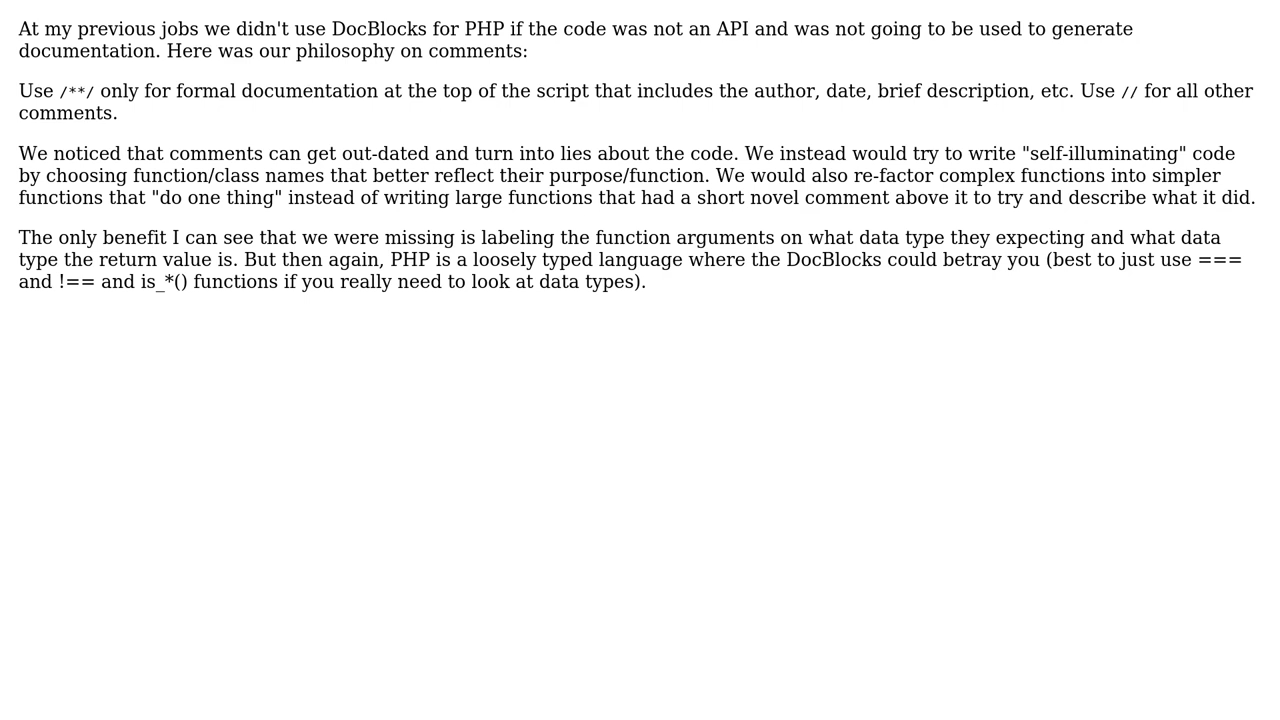 At my previous jobs we didn't use DocBlocks for PHP if the code was not an API and was not going to be used to generate
documentation. Here was our philosophy on comments:
Use /**/ only for formal documentation at the top of the script that includes the author, date, brief description, etc. Use // for all other
comments.
We noticed that comments can get out-dated and turn into lies about the code. We instead would try to write "self-illuminating" code
by choosing function/class names that better reflect their purpose/function. We would also re-factor complex functions into simpler
functions that "do one thing" instead of writing large functions that had a short novel comment above it to try and describe what it did.
The only benefit I can see that we were missing is labeling the function arguments on what data type they expecting and what data
type the return value is. But then again, PHP is a loosely typed language where the DocBlocks could betray you (best to just use ===
and !== and is_*() functions if you really need to look at data types).